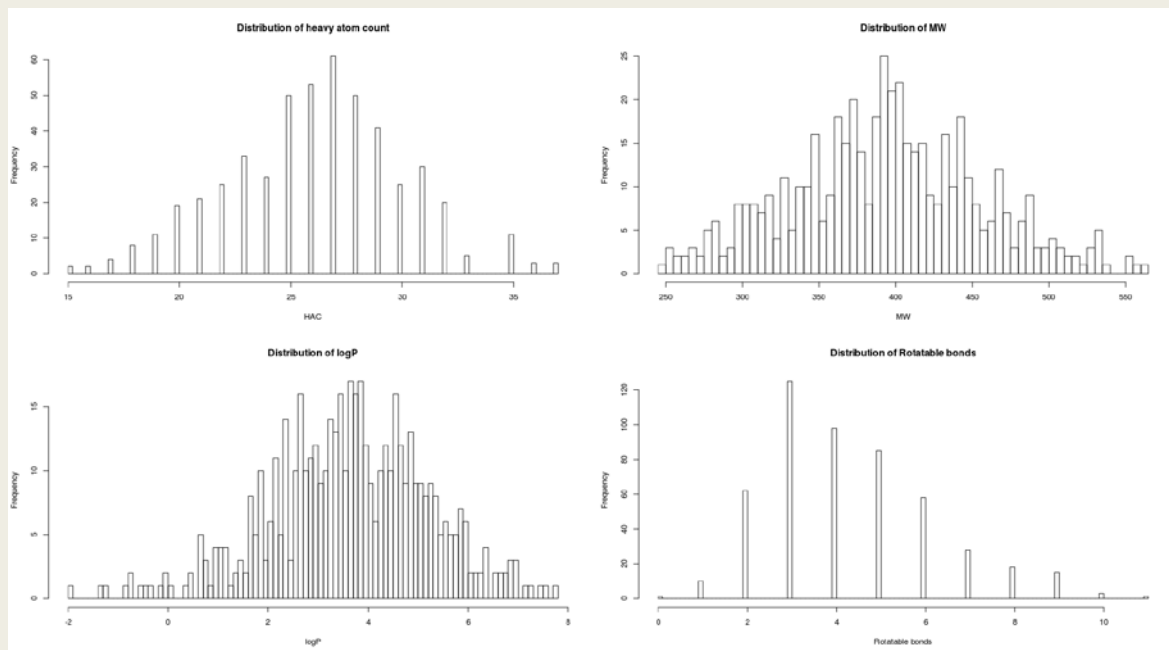 Distribution of heavy atom count
Frequency
0 10 20 30 40 50 60
15 20 25 30 35
HAC
Distribution of MW
Frequency
0 5 10 15 20 25
250 300 350 400 450 500 550
MW
Distribution of logP
Frequency
0 5 10 15
-2 0 2 4 6 8
logP
Distribution of Rotatable bonds
Frequency
0 20 40 60 80 100 120
0 2 4 6 8 10
Rotatable bonds